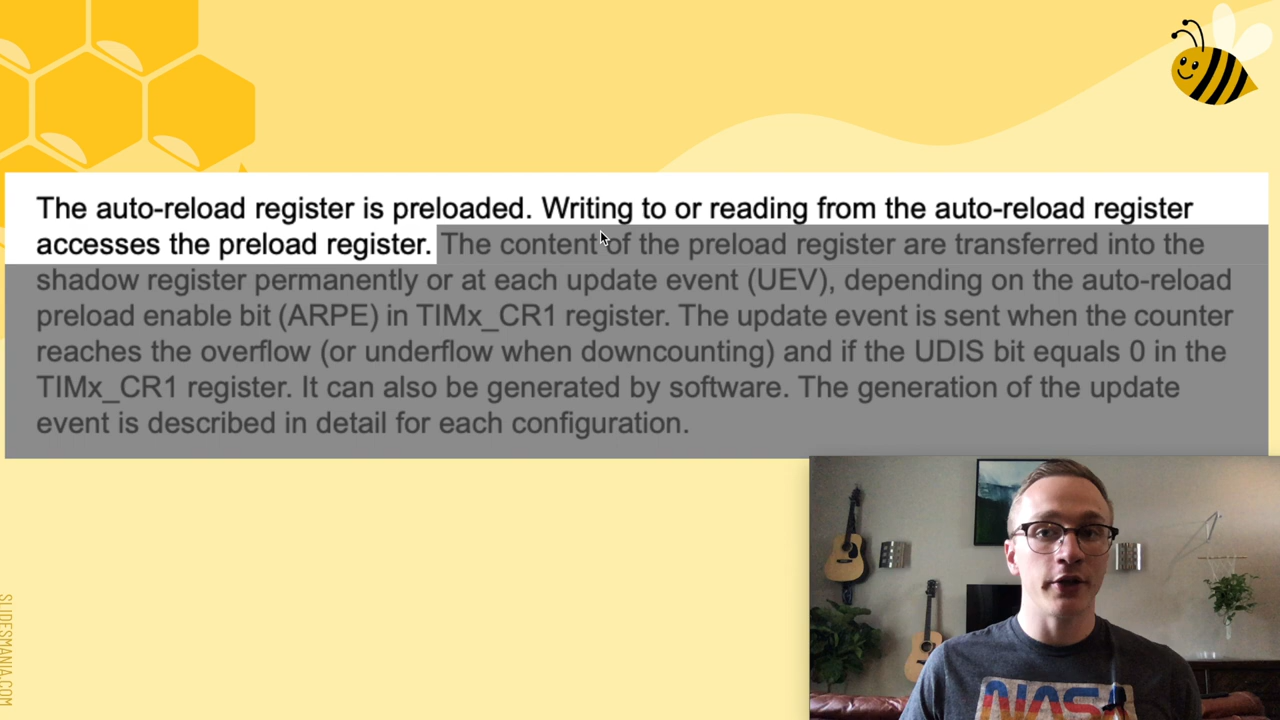 The auto-reload register is preloaded. Writing to or reading from the auto-reload register
accesses the preload register. The content of the preload register are transferred into the
shadow register permanently or at each update event (UEV), depending on the auto-reload
preload enable bit (ARPE) in TIMx_CR1 register. The update event is sent when the counter
reaches the overflow (or underflow when downcounting) and if the UDIS bit equals 0 in the
TIMx_CR1 register. It can also be generated by software. The generation of the update
event is described in detail for each configuration.
SLIDESMANIA.COM
NASA